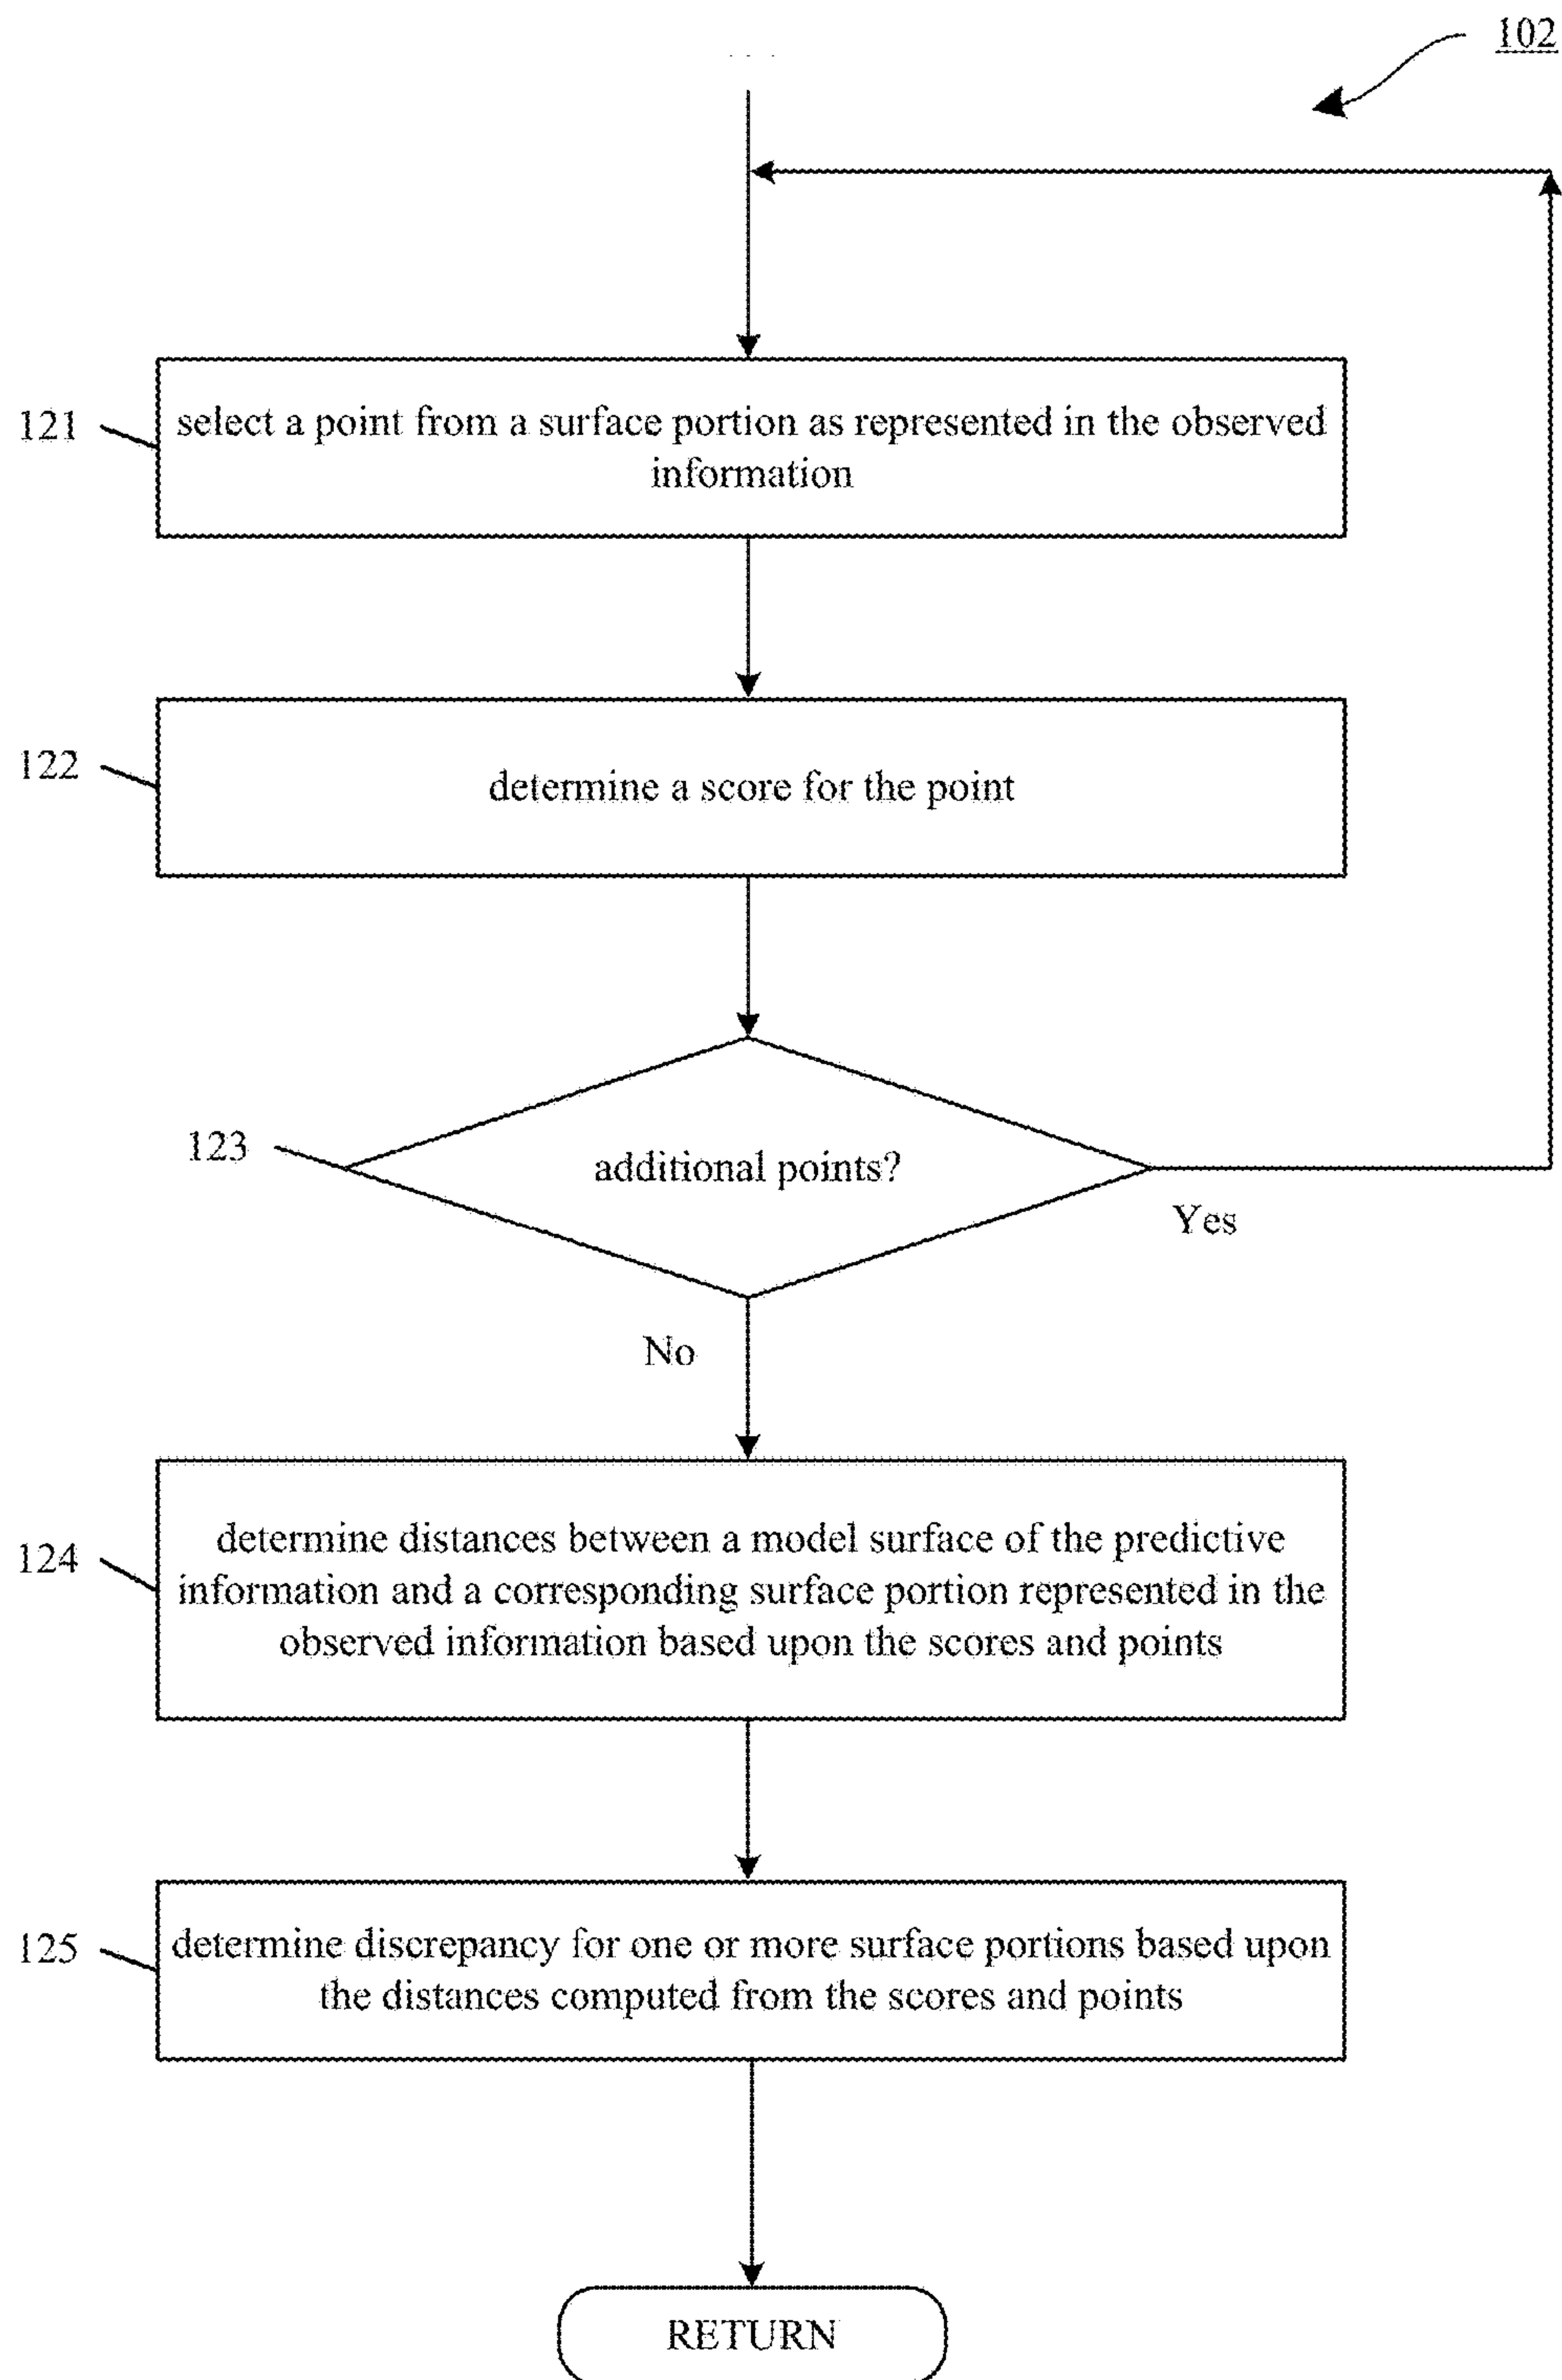 102
121
select a point from a surface portion as represented in the observed
information
122
determine a score for the point
123
additional points?
Yes
No
124
determine distances between a model surface of the predictive
information and a corresponding surface portion represented in the
observed information based upon the scores and points
125
determine discrepancy for one or more surface portions based upon
the distances computed from the scores and points
RETURN